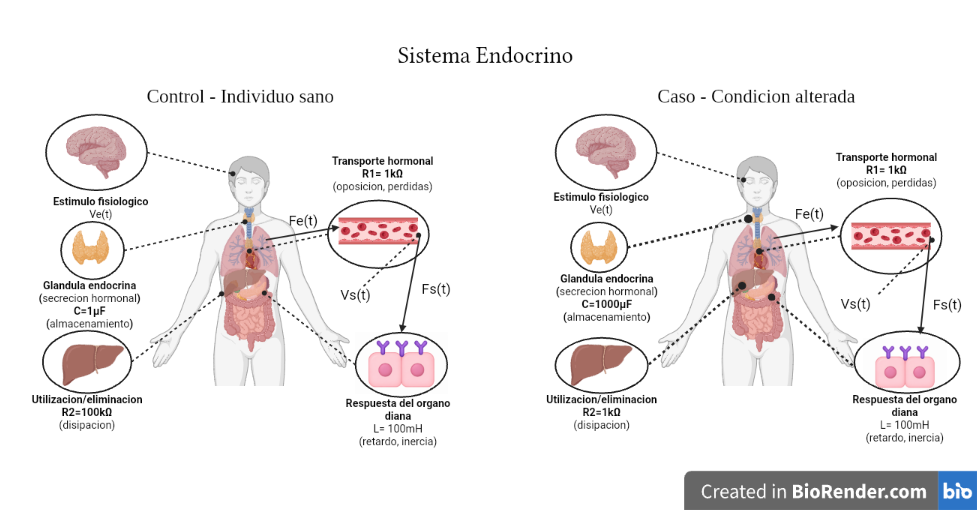 Sistema Endocrino
Control - Individuo sano
Estimulo fisiologico
Ve(t)
Glandula endocrina
(secrecion hormonal)
C=1µF
(almacenamiento)
Utilizacion/eliminacion
R2=100kΩ
(disipacion)
Transporte hormonal
R1= 1kΩ
(oposicion, perdidas)
Fe(t)
Vs(t)
Fs(t)
Respuesta del organo
diana
L= 100mH
(retardo, inercia)
Caso - Condicion alterada
Estimulo fisiologico
Ve(t)
Glandula endocrina
(secrecion hormonal)
C=1000µF
(almacenamiento)
Utilizacion/eliminacion
R2=1kΩ
(disipacion)
Transporte hormonal
R1= 1kΩ
(oposicion, perdidas)
Fe(t)
Vs(t)
Fs(t)
Respuesta del organo
diana
L= 100mH
(retardo, inercia)
Created in BioRender.com bio